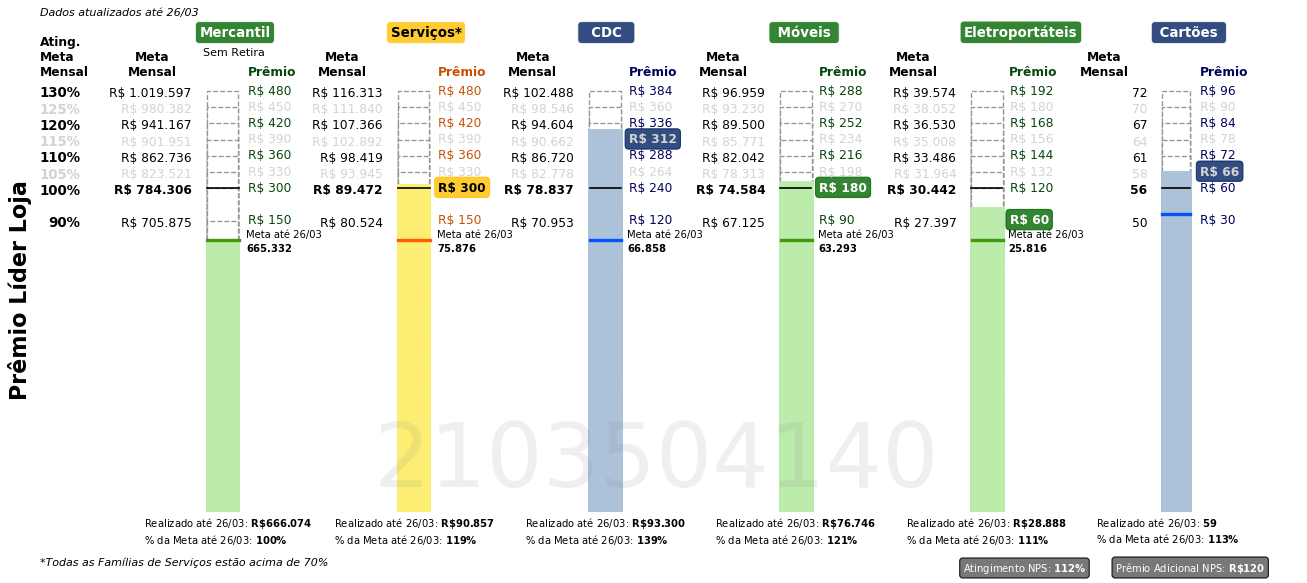 Dados atualizados até 26/03
Mercantil Serviços* CDC Móveis Eletroportáteis Cartões
Sem Retira
Ating. Meta Mensal Meta Mensal Prêmio Meta Mensal Prêmio Meta Mensal Prêmio Meta Mensal Prêmio Meta Mensal Prêmio Meta Mensal Prêmio
130% R$ 1.019.597 R$ 480 R$ 116.313 R$ 480 R$ 102.488 R$ 384 R$ 96.959 R$ 288 R$ 39.574 R$ 192 72 R$ 96
125% R$ 980.382 R$ 450 R$ 111.840 R$ 450 R$ 98.546 R$ 360 R$ 93.230 R$ 270 R$ 38.052 R$ 180 70 R$ 90
120% R$ 941.167 R$ 420 R$ 107.366 R$ 420 R$ 94.604 R$ 336 R$ 89.500 R$ 252 R$ 36.530 R$ 168 67 R$ 84
115% R$ 901.951 R$ 390 R$ 102.892 R$ 390 R$ 90.662 R$ 312 R$ 85.771 R$ 234 R$ 35.008 R$ 156 64 R$ 78
110% R$ 862.736 R$ 360 R$ 98.419 R$ 360 R$ 86.720 R$ 288 R$ 82.042 R$ 216 R$ 33.486 R$ 144 61 R$ 72
105% R$ 823.521 R$ 330 R$ 93.945 R$ 330 R$ 82.778 R$ 264 R$ 78.313 R$ 198 R$ 31.964 R$ 132 58 R$ 66
100% R$ 784.306 R$ 300 R$ 89.472 R$ 300 R$ 78.837 R$ 240 R$ 74.584 R$ 180 R$ 30.442 R$ 120 56 R$ 60
90% R$ 705.875 R$ 150 R$ 80.524 R$ 150 R$ 70.953 R$ 120 R$ 67.125 R$ 90 R$ 27.397 R$ 60 50 R$ 30
Meta até 26/03 Meta até 26/03 Meta até 26/03 Meta até 26/03 Meta até 26/03
665.332 75.876 66.858 63.293 25.816
Prêmio Líder Loja
2103504140
Realizado até 26/03: R$666.074 Realizado até 26/03: R$90.857 Realizado até 26/03: R$93.300 Realizado até 26/03: R$76.746 Realizado até 26/03: R$28.888 Realizado até 26/03: 59
% da Meta até 26/03: 100% % da Meta até 26/03: 119% % da Meta até 26/03: 139% % da Meta até 26/03: 121% % da Meta até 26/03: 111% % da Meta até 26/03: 113%
*Todas as Famílias de Serviços estão acima de 70% Atingimento NPS: 112% Prêmio Adicional NPS: R$120